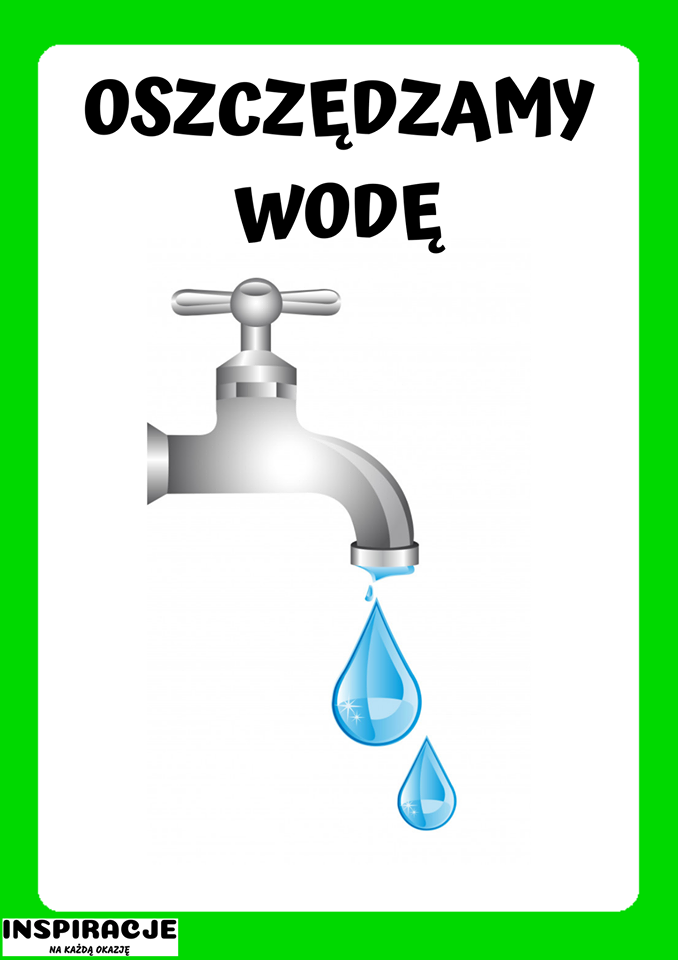 OSZCZĘDZAMY
WODĘ
INSPIRACJE
NA KAŻDĄ OKAZJĘ